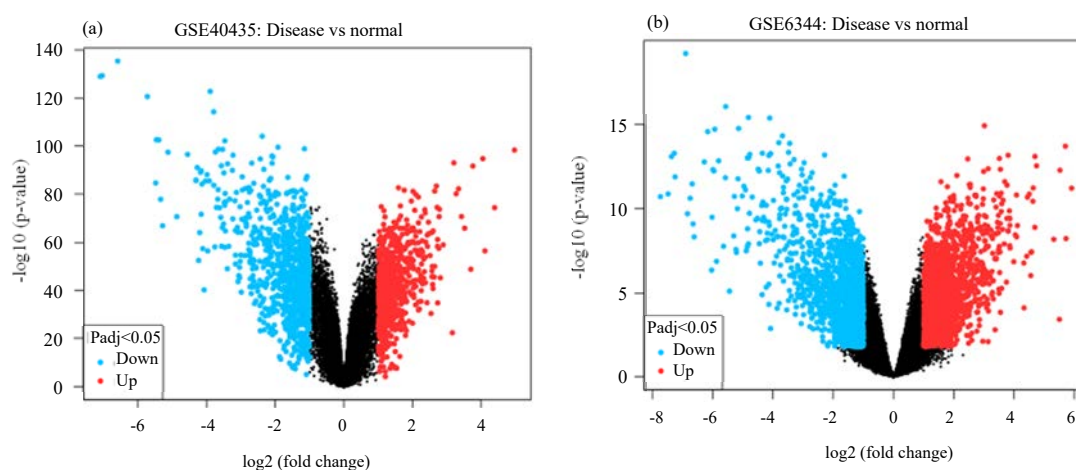 (a)
GSE40435: Disease vs normal
140
120
100
80
60
40
20
0
-log10 (p-value)
Padj<0.05
Down
Up
-6
-4
-2
0
2
4
log2 (fold change)
(b)
GSE6344: Disease vs normal
15
10
5
0
-log10 (p-value)
Padj<0.05
Down
Up
-8
-6
-4
-2
0
2
4
6
log2 (fold change)